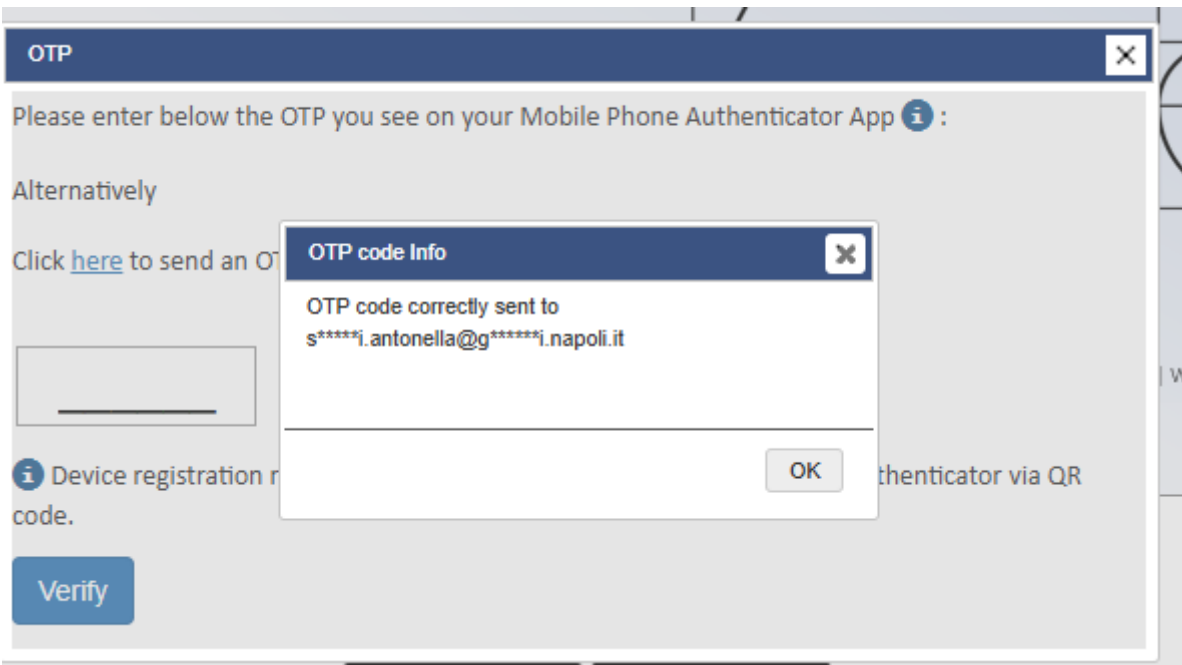 OTP
Please enter below the OTP you see on your Mobile Phone Authenticator App i :
Alternatively
Click here to send an
OTP code Info
OTP code correctly sent to
s*****i.antonella@g******i.napoli.it
OK
i Device registration
thenticator via QR
code.
Verify